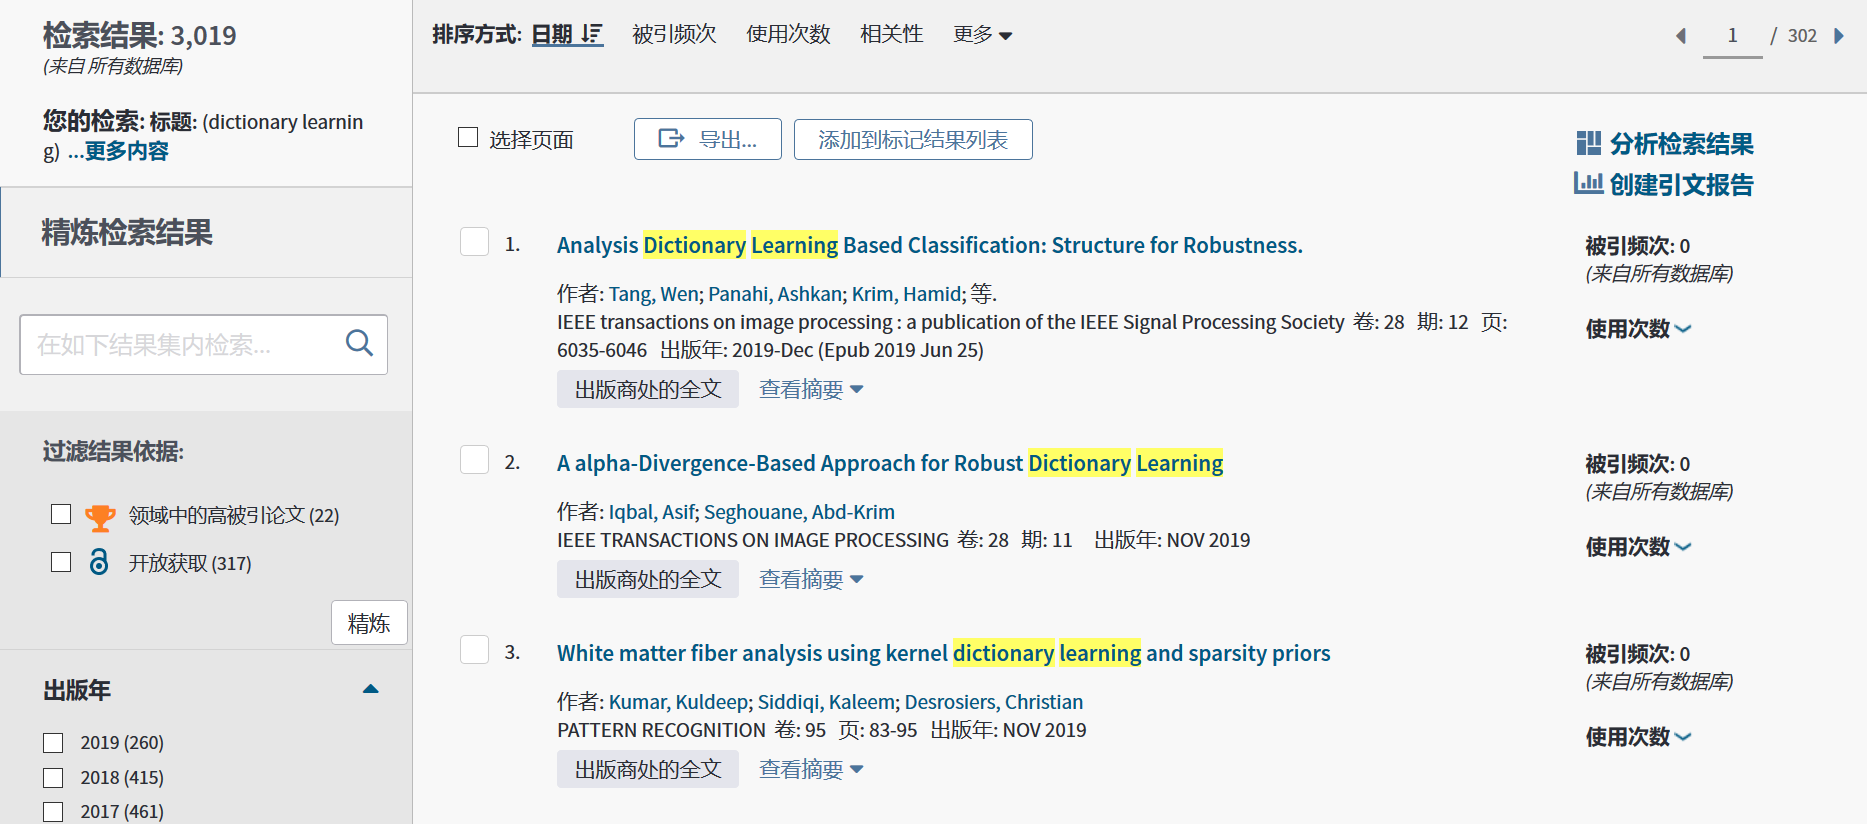 检索结果: 3,019
(来自 所有数据库)
您的检索: 标题: (dictionary learnin
g) ...更多内容
精炼检索结果
在如下结果集内检索...
过滤结果依据:
领域中的高被引论文 (22)
开放获取 (317)
精炼
出版年
2019 (260)
2018 (415)
2017 (461)
排序方式: 日期 被引频次 使用次数 相关性 更多
1 / 302
选择页面 导出... 添加到标记结果列表
分析检索结果
创建引文报告
1. Analysis Dictionary Learning Based Classification: Structure for Robustness.
作者: Tang, Wen; Panahi, Ashkan; Krim, Hamid; 等.
IEEE transactions on image processing : a publication of the IEEE Signal Processing Society 卷: 28 期: 12 页:
6035-6046 出版年: 2019-Dec (Epub 2019 Jun 25)
出版商处的全文 查看摘要
被引频次: 0
(来自所有数据库)
使用次数
2. A alpha-Divergence-Based Approach for Robust Dictionary Learning
作者: Iqbal, Asif; Seghouane, Abd-Krim
IEEE TRANSACTIONS ON IMAGE PROCESSING 卷: 28 期: 11 出版年: NOV 2019
出版商处的全文 查看摘要
被引频次: 0
(来自所有数据库)
使用次数
3. White matter fiber analysis using kernel dictionary learning and sparsity priors
作者: Kumar, Kuldeep; Siddiqi, Kaleem; Desrosiers, Christian
PATTERN RECOGNITION 卷: 95 页: 83-95 出版年: NOV 2019
出版商处的全文 查看摘要
被引频次: 0
(来自所有数据库)
使用次数